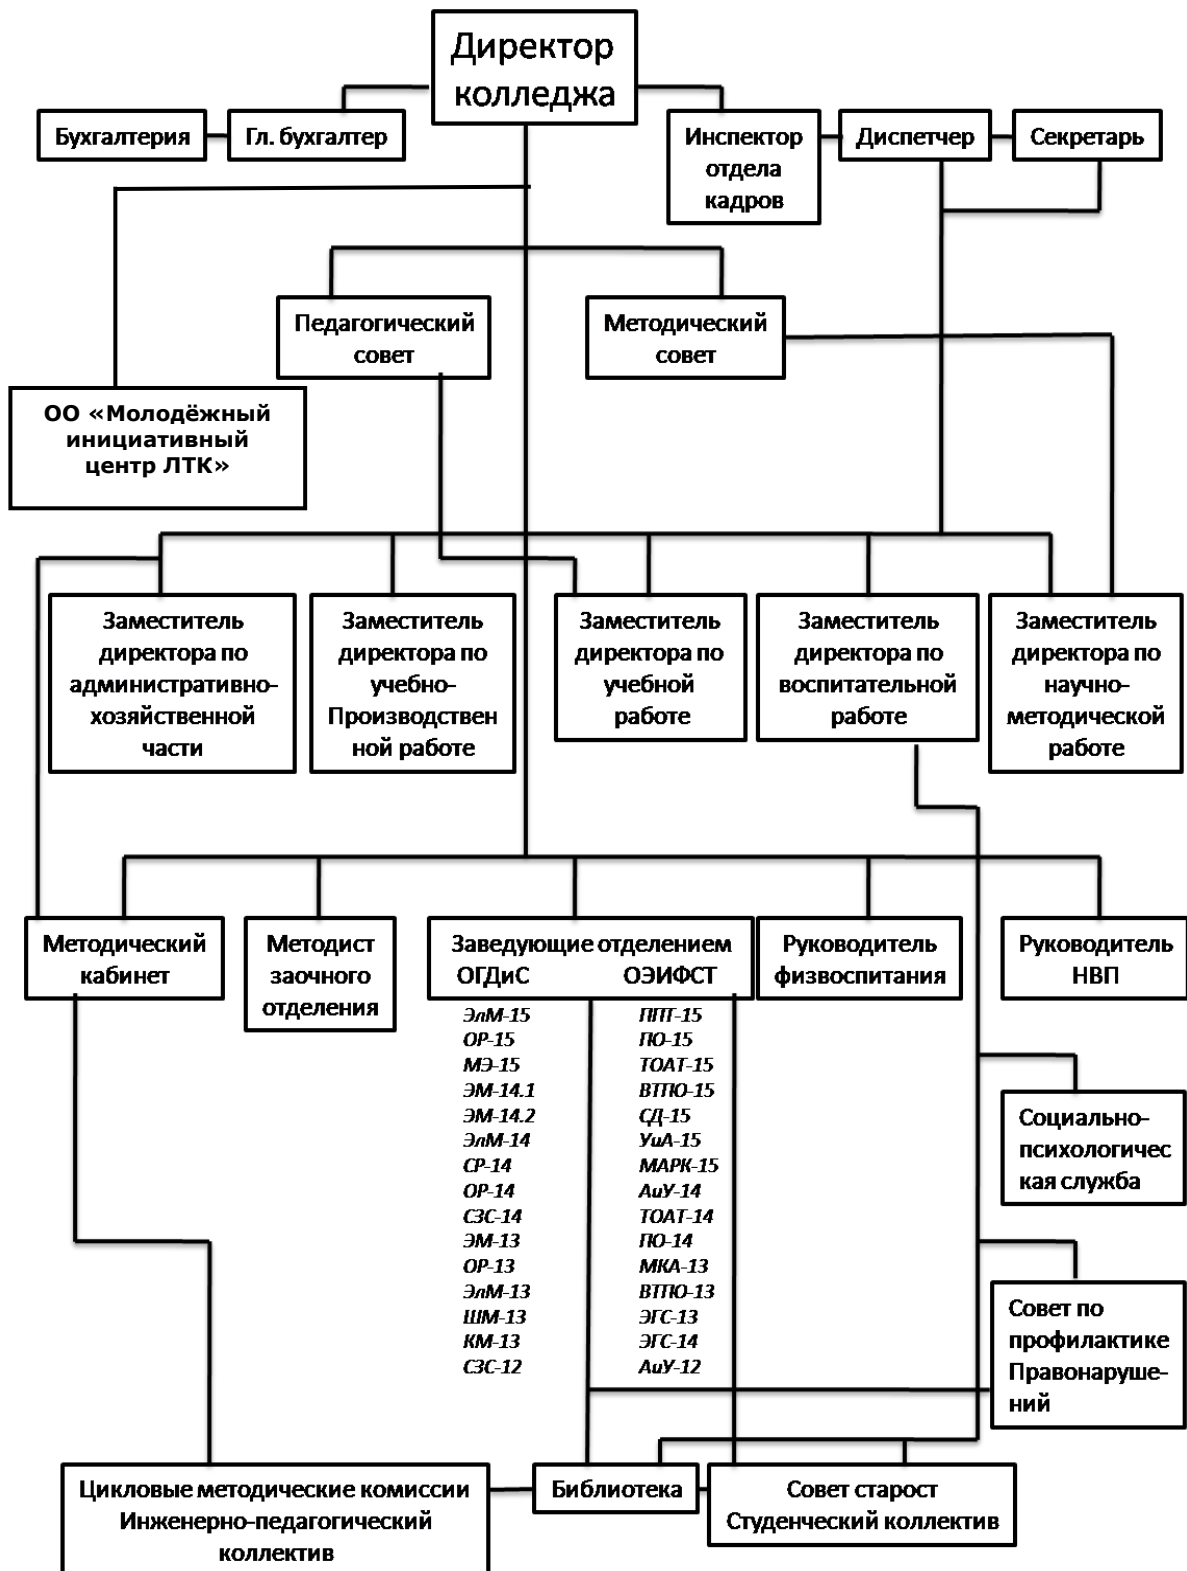 Директор
колледжа
Бухгалтерия
Гл. бухгалтер
Инспектор
отдела
кадров
Диспетчер
Секретарь
Педагогический
совет
Методический
совет
ОО «Молодёжный
инициативный
центр ЛТК»
Заместитель
директора по
административно-
хозяйственной
части
Заместитель
директора по
учебно-
Производствен
ной работе
Заместитель
директора по
учебной
работе
Заместитель
директора по
воспитательной
работе
Заместитель
директора по
научно-
методической
работе
Методический
кабинет
Методист
заочного
отделения
Заведующие отделением
ОГДиС ОЭИФСТ
Руководитель
физвоспитания
Руководитель
НВП
ЭлМ-15
ОР-15
МЭ-15
ЭМ-14.1
ЭМ-14.2
ЭлМ-14
СР-14
ОР-14
СЗС-14
ЭМ-13
ОР-13
ЭлМ-13
ШМ-13
КМ-13
СЗС-12
ППТ-15
ПО-15
ТОАТ-15
ВТПО-15
СД-15
УиА-15
МАРК-15
АиУ-14
ТОАТ-14
ПО-14
МКА-13
ВТПО-13
ЭГС-13
ЭГС-14
АиУ-12
Социально-
психологичес
кая служба
Совет по
профилактике
Правонаруше-
ний
Цикловые методические комиссии
Инженерно-педагогический
коллектив
Библиотека
Совет старост
Студенческий коллектив